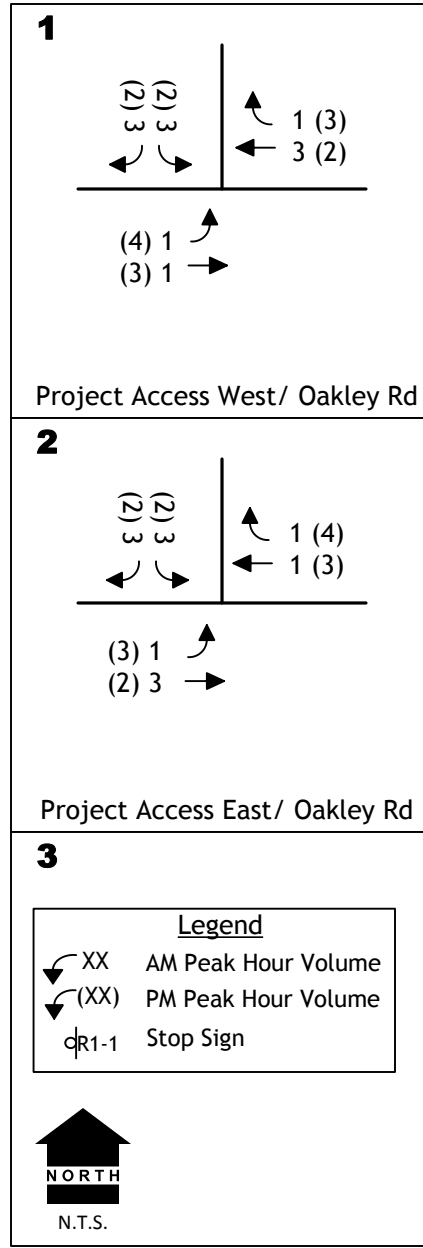 1
(2) 3
(2) 3
1 (3)
3 (2)
(4) 1
(3) 1
Project Access West/ Oakley Rd
2
(2) 3
(2) 3
1 (4)
1 (3)
(3) 1
(2) 3
Project Access East/ Oakley Rd
3
Legend
XX AM Peak Hour Volume
(XX) PM Peak Hour Volume
R1-1 Stop Sign
NORTH
N.T.S.